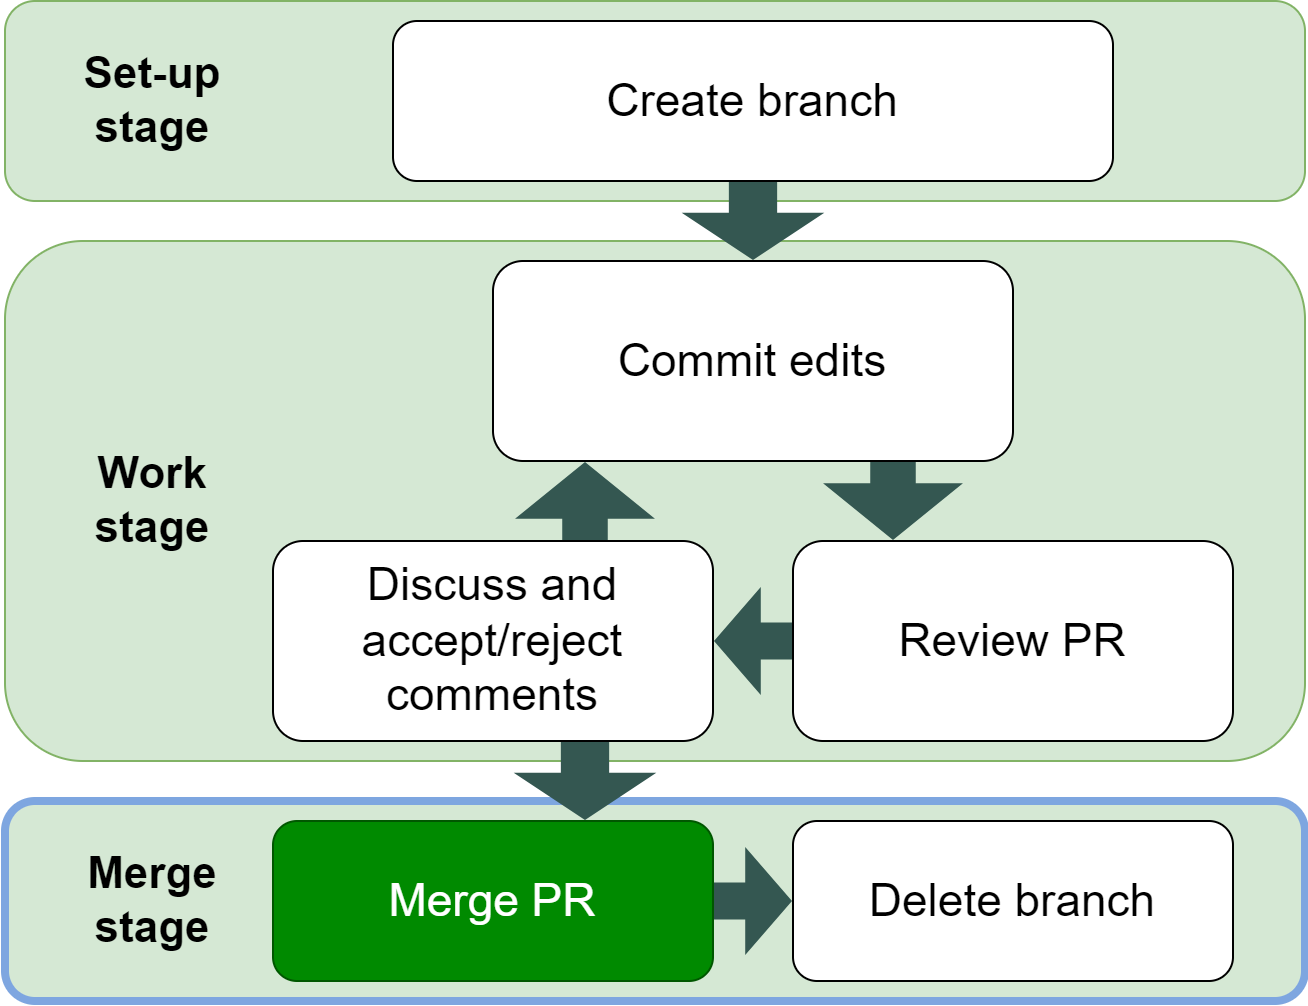 Set-up
stage
Create branch
Commit edits
Work
stage
Discuss and
accept/reject
comments
Review PR
Merge
stage
Merge PR
Delete branch